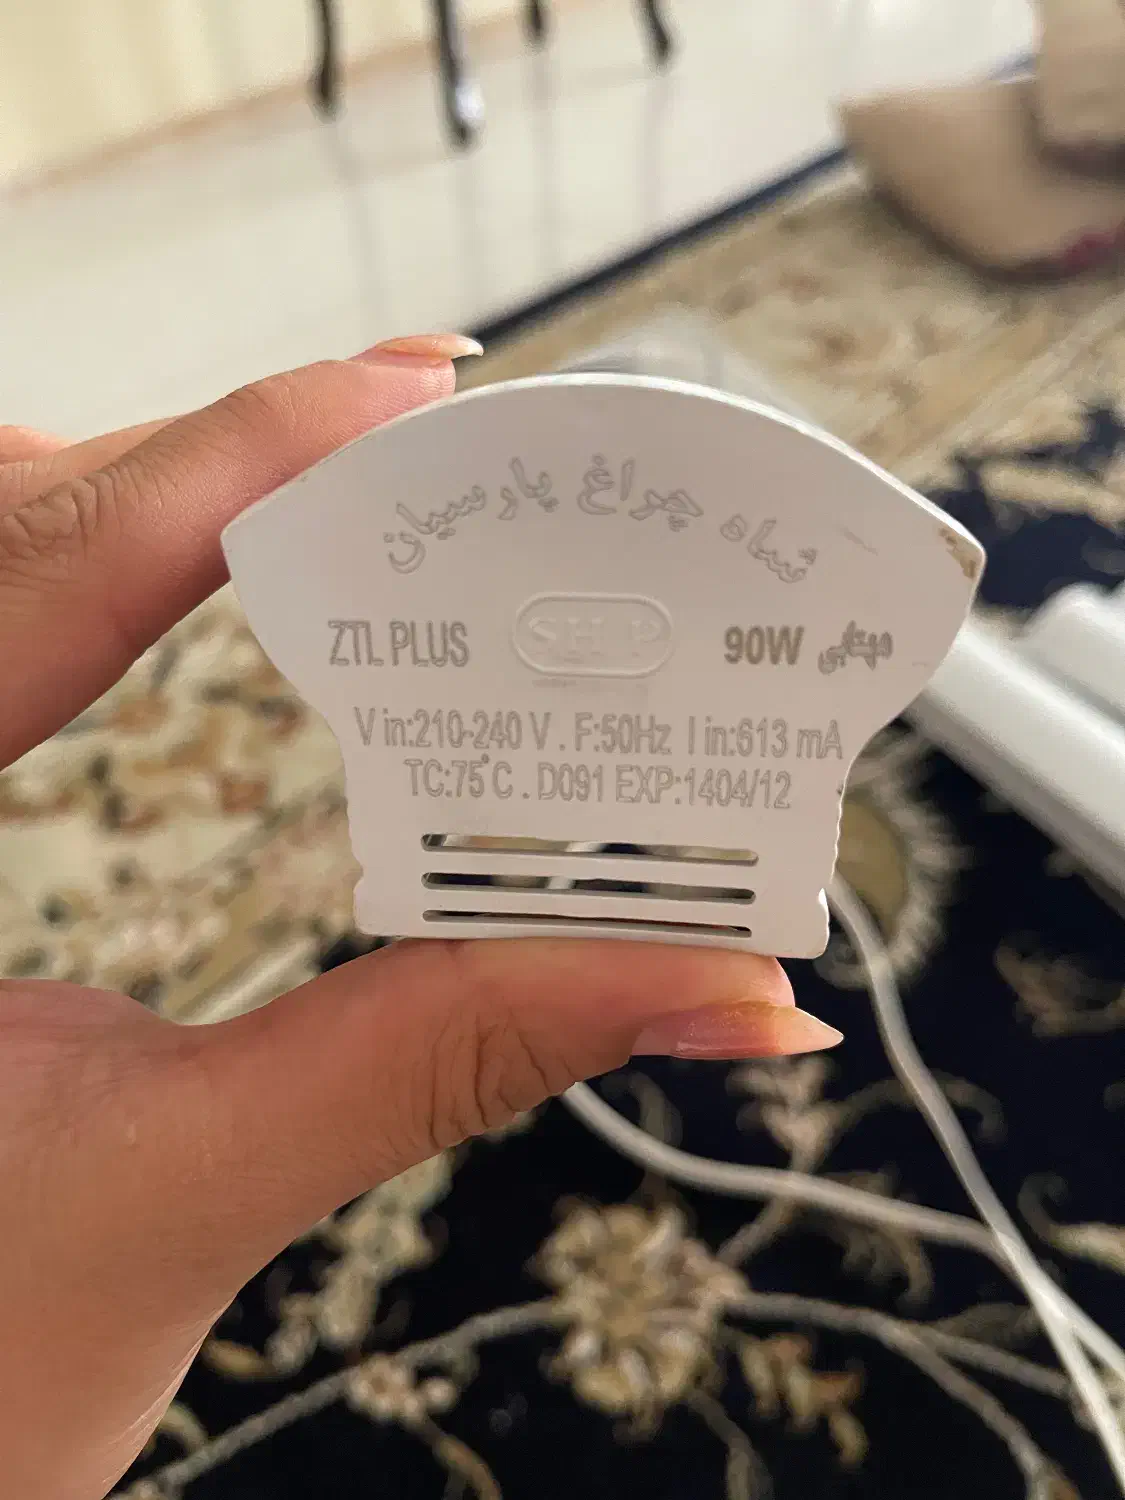 شاه چراغ پارسیان
ZTL PLUS SHP 90W مهتابی
V in:210-240 V . F:50Hz I in:613 mA
TC:75°C . D091 EXP:1404/12